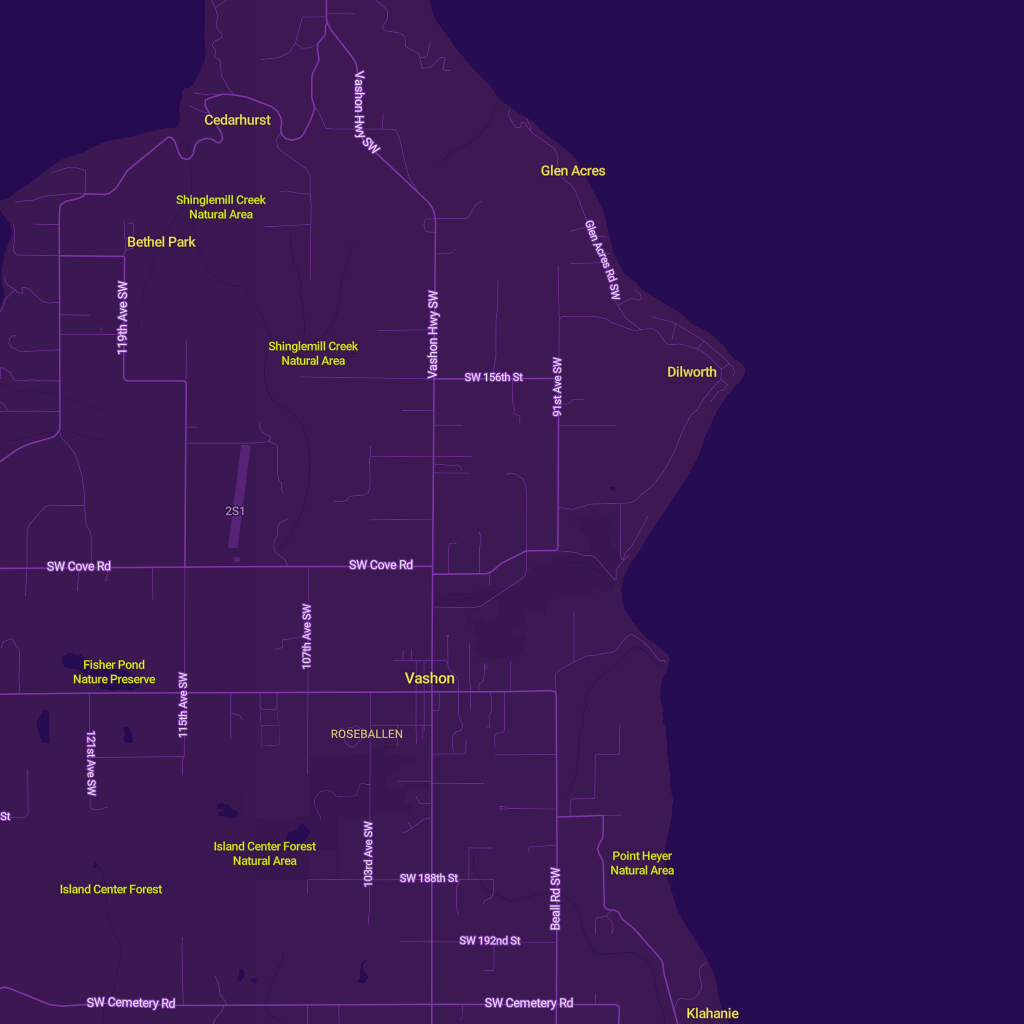 Vashon Hwy SW
Cedarhurst
Glen Acres
Shinglemill Creek
Natural Area
Bethel Park
Glen Acres Rd SW
119th Ave SW
Vashon Hwy SW
Shinglemill Creek
Natural Area
SW 156th St
91st Ave SW
Dilworth
2S1
SW Cove Rd
SW Cove Rd
107th Ave SW
Fisher Pond
Nature Preserve
Vashon
115th Ave SW
ROSEBALLEN
121st Ave SW
St
103rd Ave SW
Island Center Forest
Natural Area
Point Heyer
Natural Area
SW 188th St
Island Center Forest
Beall Rd SW
SW 192nd St
SW Cemetery Rd
SW Cemetery Rd
Klahanie